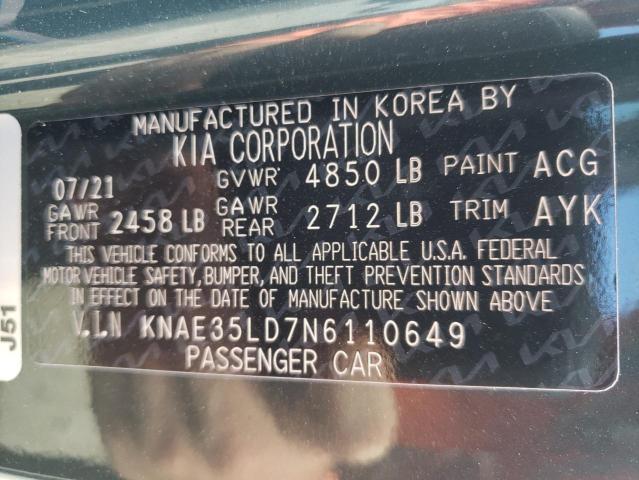 MANUFACTURED IN KOREA BY
KIA CORPORATION
07/21 GVWR 4850 LB PAINT ACG
GAWR FRONT 2458 LB GAWR REAR 2712 LB TRIM AYK
THIS VEHICLE CONFORMS TO ALL APPLICABLE U.S.A. FEDERAL
MOTOR VEHICLE SAFETY, BUMPER, AND THEFT PREVENTION STANDARDS
IN EFFECT ON THE DATE OF MANUFACTURE SHOWN ABOVE
V.I.N KNAE35LD7N6110649
PASSENGER CAR
J51